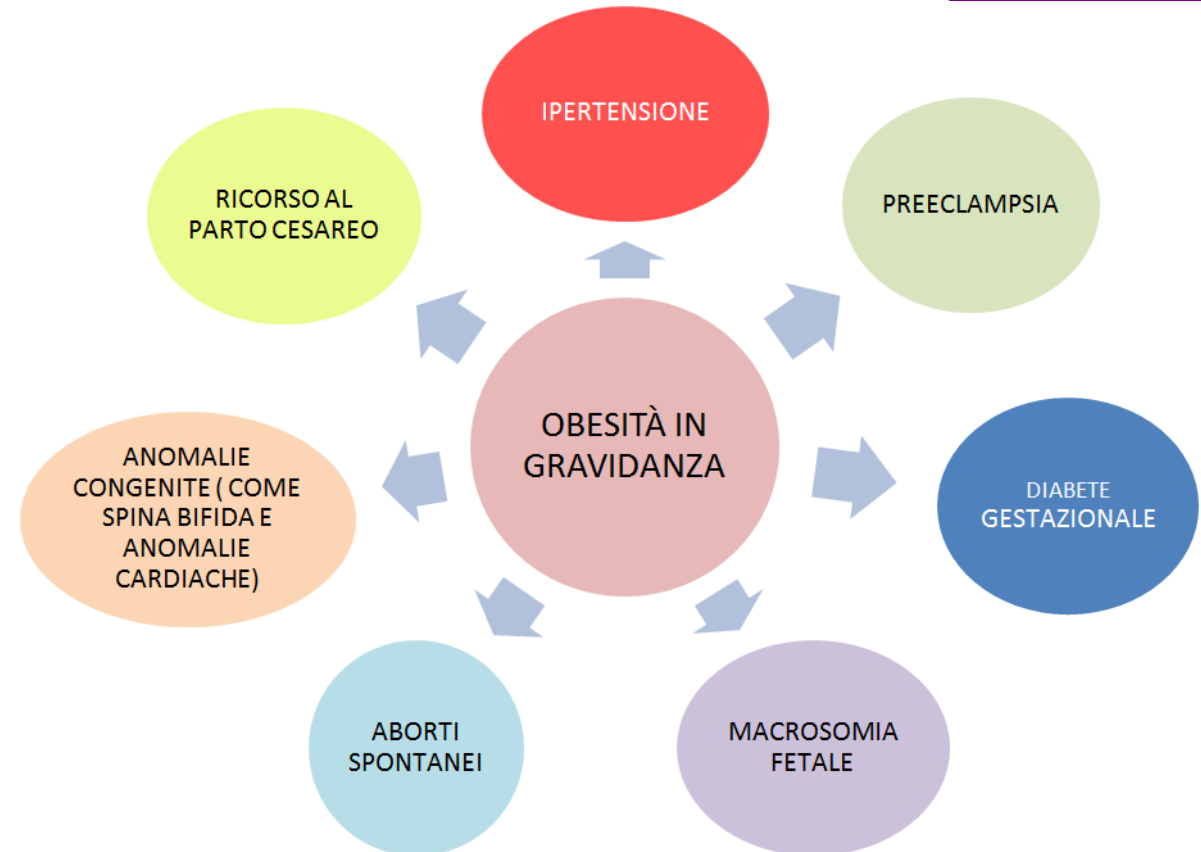 IPERTENSIONE
PREECLAMPSIA
DIABETE
GESTAZIONALE
MACROSOMIA
FETALE
ABORTI
SPONTANEI
ANOMALIE
CONGENITE ( COME
SPINA BIFIDA E
ANOMALIE
CARDIACHE)
RICORSO AL
PARTO CESAREO
OBESITÀ IN
GRAVIDANZA